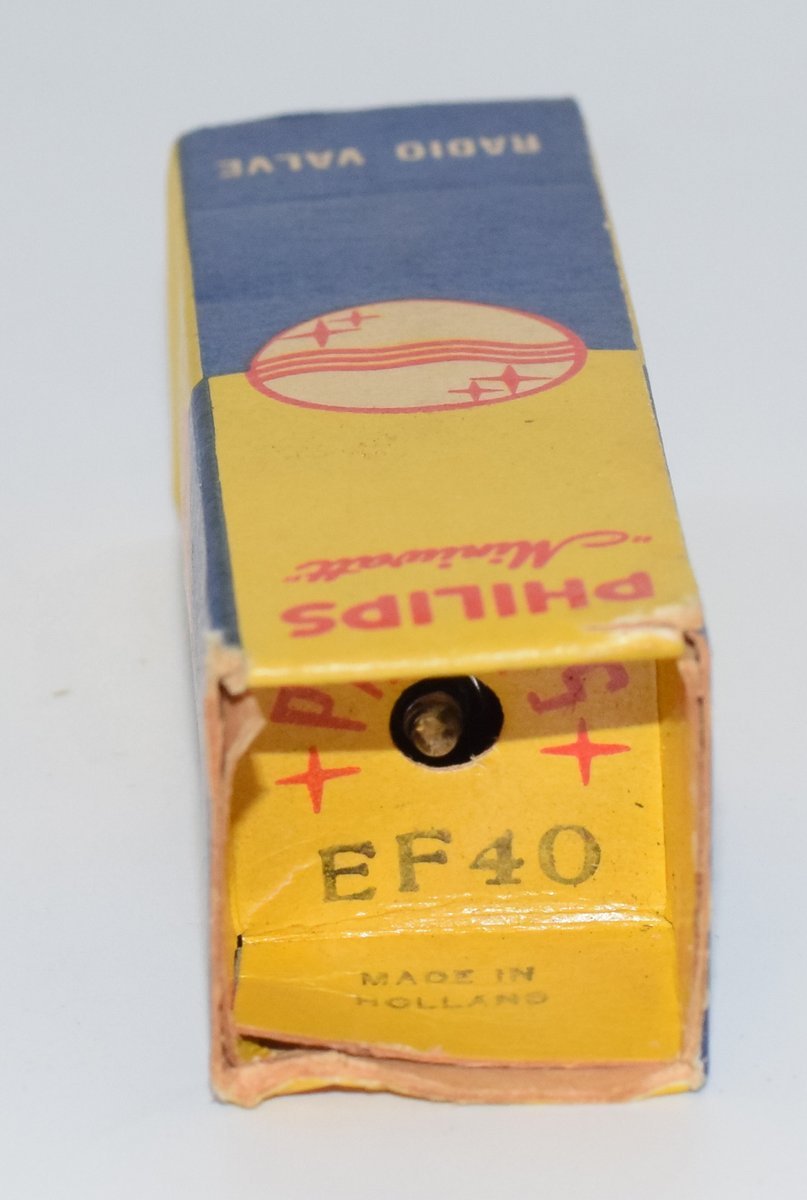 RADIO VALVE
"Miniwatt"
PHILIPS
EF40
MADE IN
HOLLAND